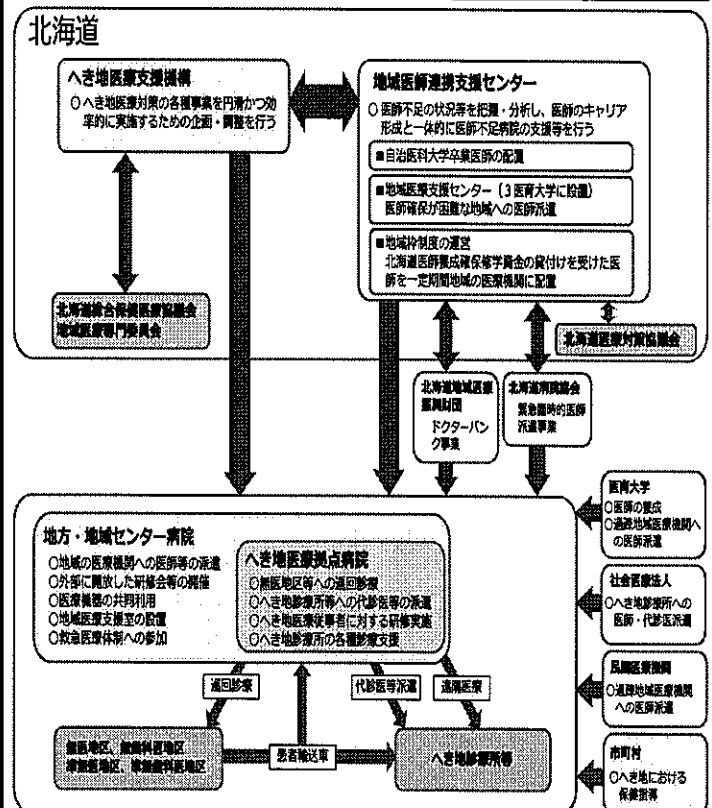 北海道
へき地医療支援機構
○へき地医療対策の各種事業を円滑かつ効
率的に実施するための企画・調整を行う
地域医師連携支援センター
○医師不足の状況等を把握・分析し、医師のキャリア
形成と一体的に医師不足病院の支援等を行う
■自治医科大学卒業医師の配置
■地域医療支援センター（3医育大学に設置）
医師確保が困難な地域への医師派遣
■地域枠制度の運営
北海道医師養成確保修学資金の貸付けを受けた医
師を一定期間地域の医療機関に配置
北海道総合保健医療協議会
地域医療専門委員会
北海道医療対策協議会
北海道地域医療
振興財団
ドクターバン
ク事業
北海道病院協会
緊急臨時的医師
派遣事業
地方・地域センター病院
○地域の医療機関への医師等の派遣
○外部に開放した研修会等の開催
○医療機器の共同利用
○地域医療支援室の設置
○救急医療体制への参加
へき地医療拠点病院
○無医地区等への巡回診療
○へき地診療所等への代診医等の派遣
○へき地医療従事者に対する研修実施
○へき地診療所の各種診療支援
巡回診療
代診医等派遣
遠隔医療
無医地区、無歯科医地区
準無医地区、準無歯科医地区
患者輸送車
へき地診療所等
医育大学
○医師の養成
○過疎地域医療機関へ
の医師派遣
社会医療法人
○へき地診療所への
医師・代診医派遣
民間医療機関
○過疎地域医療機関
への医師派遣
市町村
○へき地における
保健指導